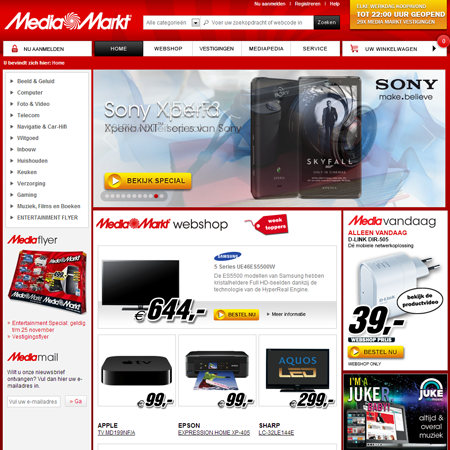 Nu aanmelden | Registreren | Help
ELKE WERKDAG KOOPAVOND
TOT 22:00 UUR GEOPEND
Media Markt
Alle categorieën
Voer uw zoekopdracht of webcode in
Zoeken
NU AANMELDEN
HOME
WEBSHOP
VESTIGINGEN
MEDIAPEDIA
SERVICE
UW WINKELWAGEN
0
U bevindt zich hier: Home
Beeld & Geluid
Computer
Foto & Video
Telecom
Navigatie & Car-Hifi
Witgoed
Inbouw
Huishouden
Keuken
Verzorging
Gaming
Muziek, Films en Boeken
ENTERTAINMENT FLYER
Sony Xperia
Xperia NXT series van Sony
BEKIJK SPECIAL
SKYFALL
007
SONY
make.believe
Mediaflyer
» Entertainment Special: geldig
t/m 25 november
» Vestigingsflyer
Mediamail
Wilt u onze nieuwsbrief
ontvangen? Vul dan hier uw e-
mailadres in.
Vul uw e-mailadres
» Ga
Media Markt webshop
week
toppers
SAMSUNG
5 Series UE46ES5500W
De ES5500 modellen van Samsung hebben
kristalheldere Full HD-beelden dankzij de
technologie van de HyperReal Engine.
€ 644,-
BESTEL NU
Meer informatie
tv
€ 99,-
€ 99,-
AQUOS
LED
€ 299,-
APPLE
TV MD199NF/A
EPSON
EXPRESSION HOME XP-405
SHARP
LC-32LE144E
Mediavandaag
ALLEEN VANDAAG
D-LINK DIR-505
Dé mobiele netwerkoplossing
bekijk de
productvideo
39,-
WEBSHOP PRIJS
BESTEL NU
WEBSHOP ONLY
I'M A
JUKER
BABY!
JUKE
altijd &
overal
muziek